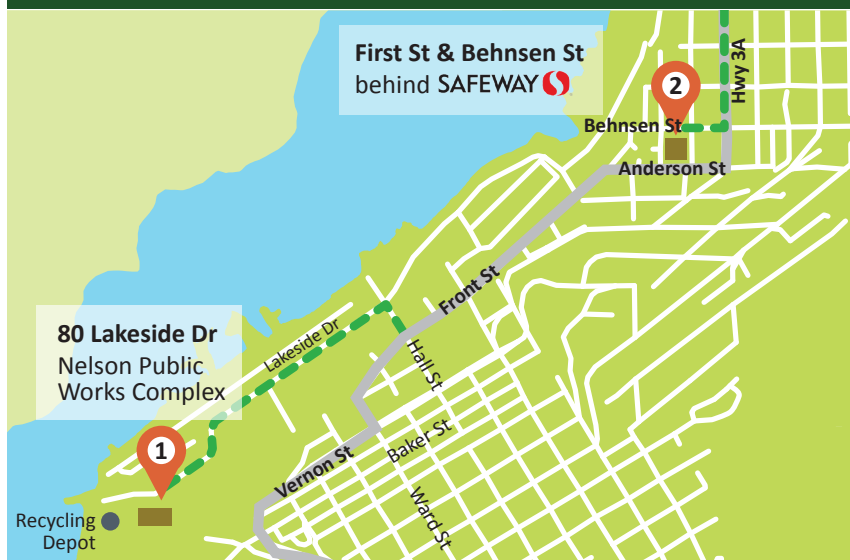 First St & Behnsen St
behind SAFEWAY
Hwy 3A
2
Behnsen St
Anderson St
Front St
80 Lakeside Dr
Nelson Public
Works Complex
Lakeside Dr
Hall St
Baker St
Vernon St
1
Ward St
Recycling
Depot